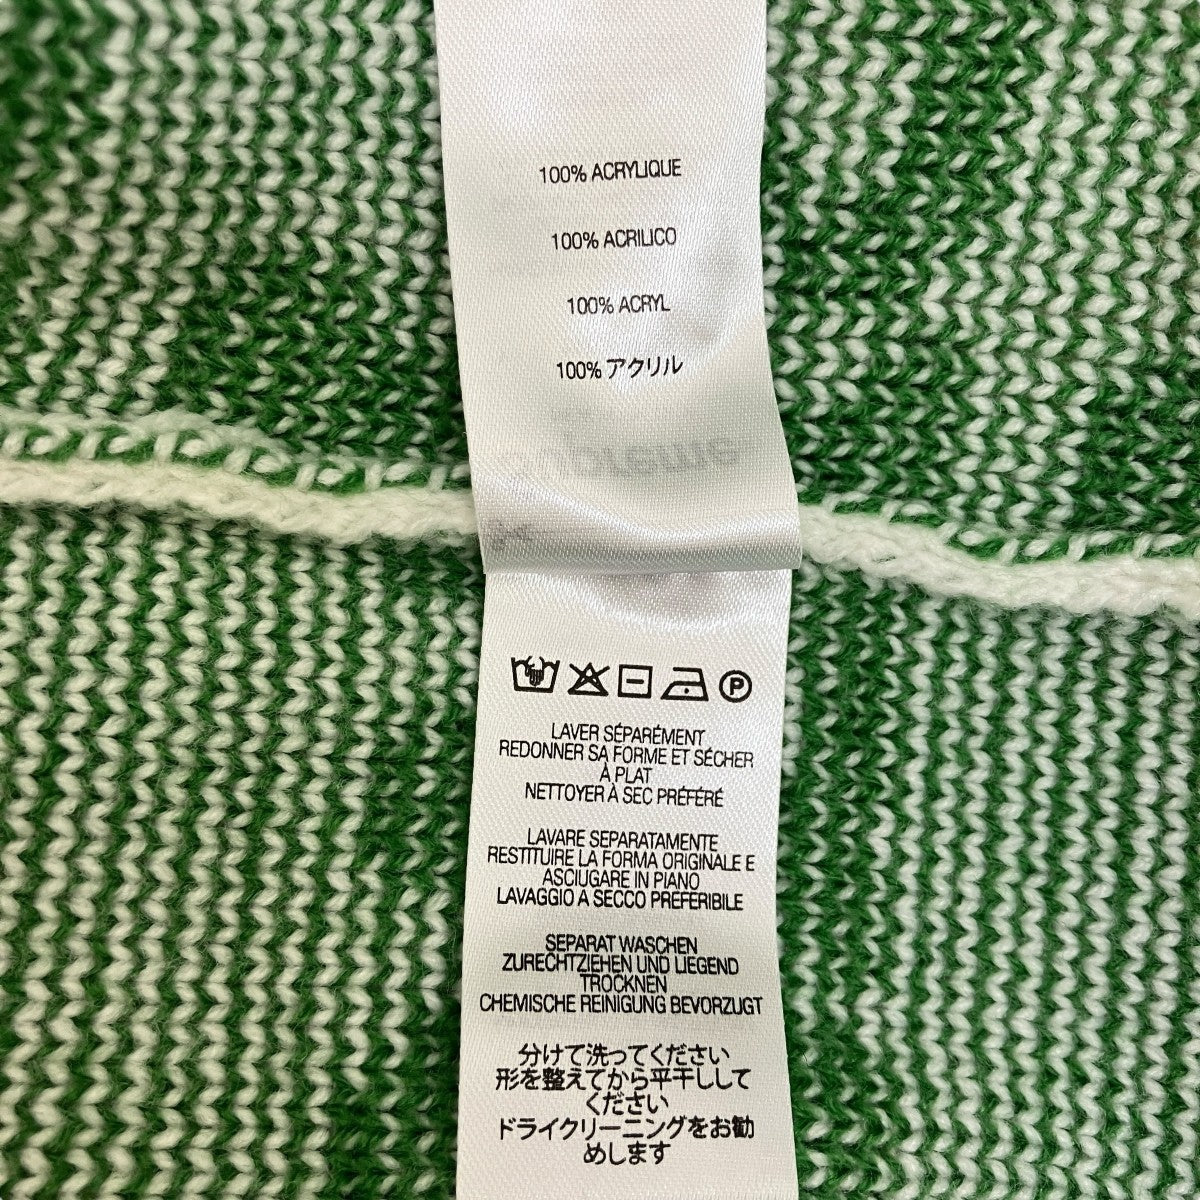 100% ACRYLIQUE
100% ACRILICO
100% ACRYL
100% アクリル
P
LAVER SÉPARÉMENT
REDONNER SA FORME ET SÉCHER
À PLAT
NETTOYER À SEC PRÉFÉRÉ
LAVARE SEPARATAMENTE
RESTITUIRE LA FORMA ORIGINALE E
ASCIUGARE IN PIANO
LAVAGGIO A SECCO PREFERIBILE
SEPARAT WASCHEN
ZURECHTZIEHEN UND LIEGEND
TROCKNEN
CHEMISCHE REINIGUNG BEVORZUGT
分けて洗ってください
形を整えてから平干しして
ください
ドライクリーニングをお勧
めします